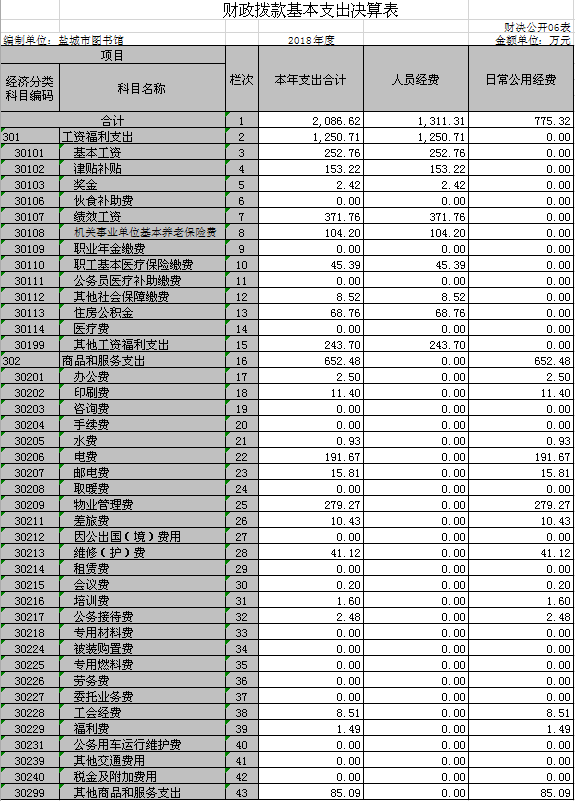 财政拨款基本支出决算表
财决公开06表
编制单位：盐城市图书馆 2018年度 金额单位：万元
项目 栏次 本年支出合计 人员经费 日常公用经费
经济分类科目编码 科目名称
合计 1 2,086.62 1,311.31 775.32
301 工资福利支出 2 1,250.71 1,250.71 0.00
30101 基本工资 3 252.76 252.76 0.00
30102 津贴补贴 4 153.22 153.22 0.00
30103 奖金 5 2.42 2.42 0.00
30106 伙食补助费 6 0.00 0.00 0.00
30107 绩效工资 7 371.76 371.76 0.00
30108 机关事业单位基本养老保险费 8 104.20 104.20 0.00
30109 职业年金缴费 9 0.00 0.00 0.00
30110 职工基本医疗保险缴费 10 45.39 45.39 0.00
30111 公务员医疗补助缴费 11 0.00 0.00 0.00
30112 其他社会保障缴费 12 8.52 8.52 0.00
30113 住房公积金 13 68.76 68.76 0.00
30114 医疗费 14 0.00 0.00 0.00
30199 其他工资福利支出 15 243.70 243.70 0.00
302 商品和服务支出 16 652.48 0.00 652.48
30201 办公费 17 2.50 0.00 2.50
30202 印刷费 18 11.40 0.00 11.40
30203 咨询费 19 0.00 0.00 0.00
30204 手续费 20 0.00 0.00 0.00
30205 水费 21 0.93 0.00 0.93
30206 电费 22 191.67 0.00 191.67
30207 邮电费 23 15.81 0.00 15.81
30208 取暖费 24 0.00 0.00 0.00
30209 物业管理费 25 279.27 0.00 279.27
30211 差旅费 26 10.43 0.00 10.43
30212 因公出国（境）费用 27 0.00 0.00 0.00
30213 维修（护）费 28 41.12 0.00 41.12
30214 租赁费 29 0.00 0.00 0.00
30215 会议费 30 0.20 0.00 0.20
30216 培训费 31 1.60 0.00 1.60
30217 公务接待费 32 2.48 0.00 2.48
30218 专用材料费 33 0.00 0.00 0.00
30224 被装购置费 34 0.00 0.00 0.00
30225 专用燃料费 35 0.00 0.00 0.00
30226 劳务费 36 0.00 0.00 0.00
30227 委托业务费 37 0.00 0.00 0.00
30228 工会经费 38 8.51 0.00 8.51
30229 福利费 39 1.49 0.00 1.49
30231 公务用车运行维护费 40 0.00 0.00 0.00
30239 其他交通费用 41 0.00 0.00 0.00
30240 税金及附加费用 42 0.00 0.00 0.00
30299 其他商品和服务支出 43 85.09 0.00 85.09